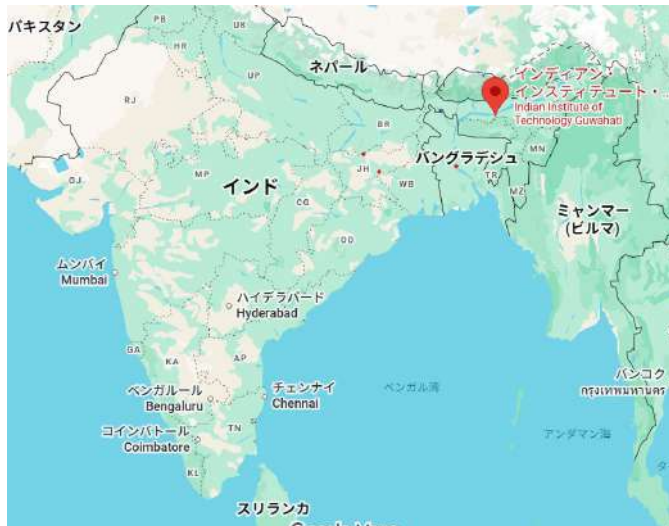 パキスタン
PB
UK
HR
ネパール
インディアン・
インスティテュート・...
Indian Institute of
Technology Guwahati
UP
RJ
BR
バングラデシュ
MN
GJ
MP
インド
JH
WB
TR
MZ
CG
ミャンマー
(ビルマ)
OD
ムンバイ
Mumbai
ハイデラバード
Hyderabad
GA
KA
AP
バンコク
กรุงเทพมหานคร
ベンガルール
Bengaluru
チェンナイ
Chennai
ベンガル湾
コインバトール
Coimbatore
TN
アンダマン海
KL
スリランカ